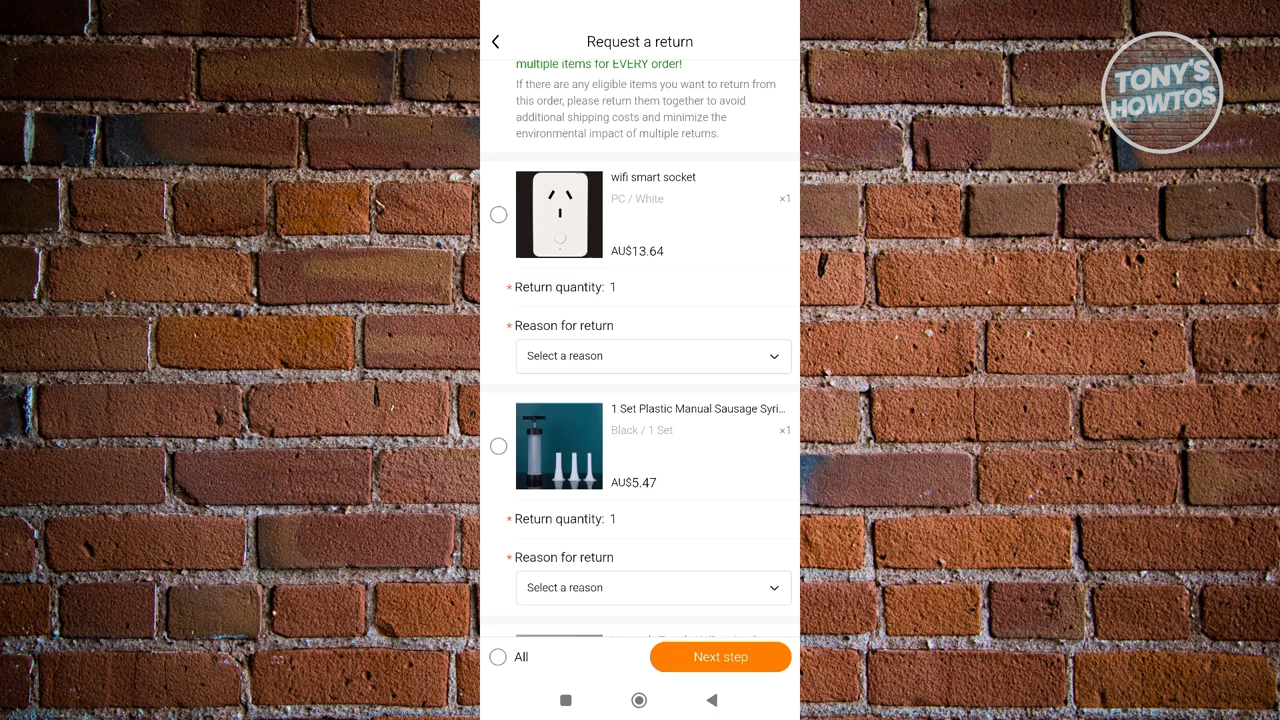 Request a return
multiple items for EVERY order!
If there are any eligible items you want to return from
this order, please return them together to avoid
additional shipping costs and minimize the
environmental impact of multiple returns.
TONY'S
HOWTOS
wifi smart socket
PC / White ×1
AU$13.64
* Return quantity: 1
* Reason for return
Select a reason
1 Set Plastic Manual Sausage Syri...
Black / 1 Set ×1
AU$5.47
* Return quantity: 1
* Reason for return
Select a reason
All
Next step